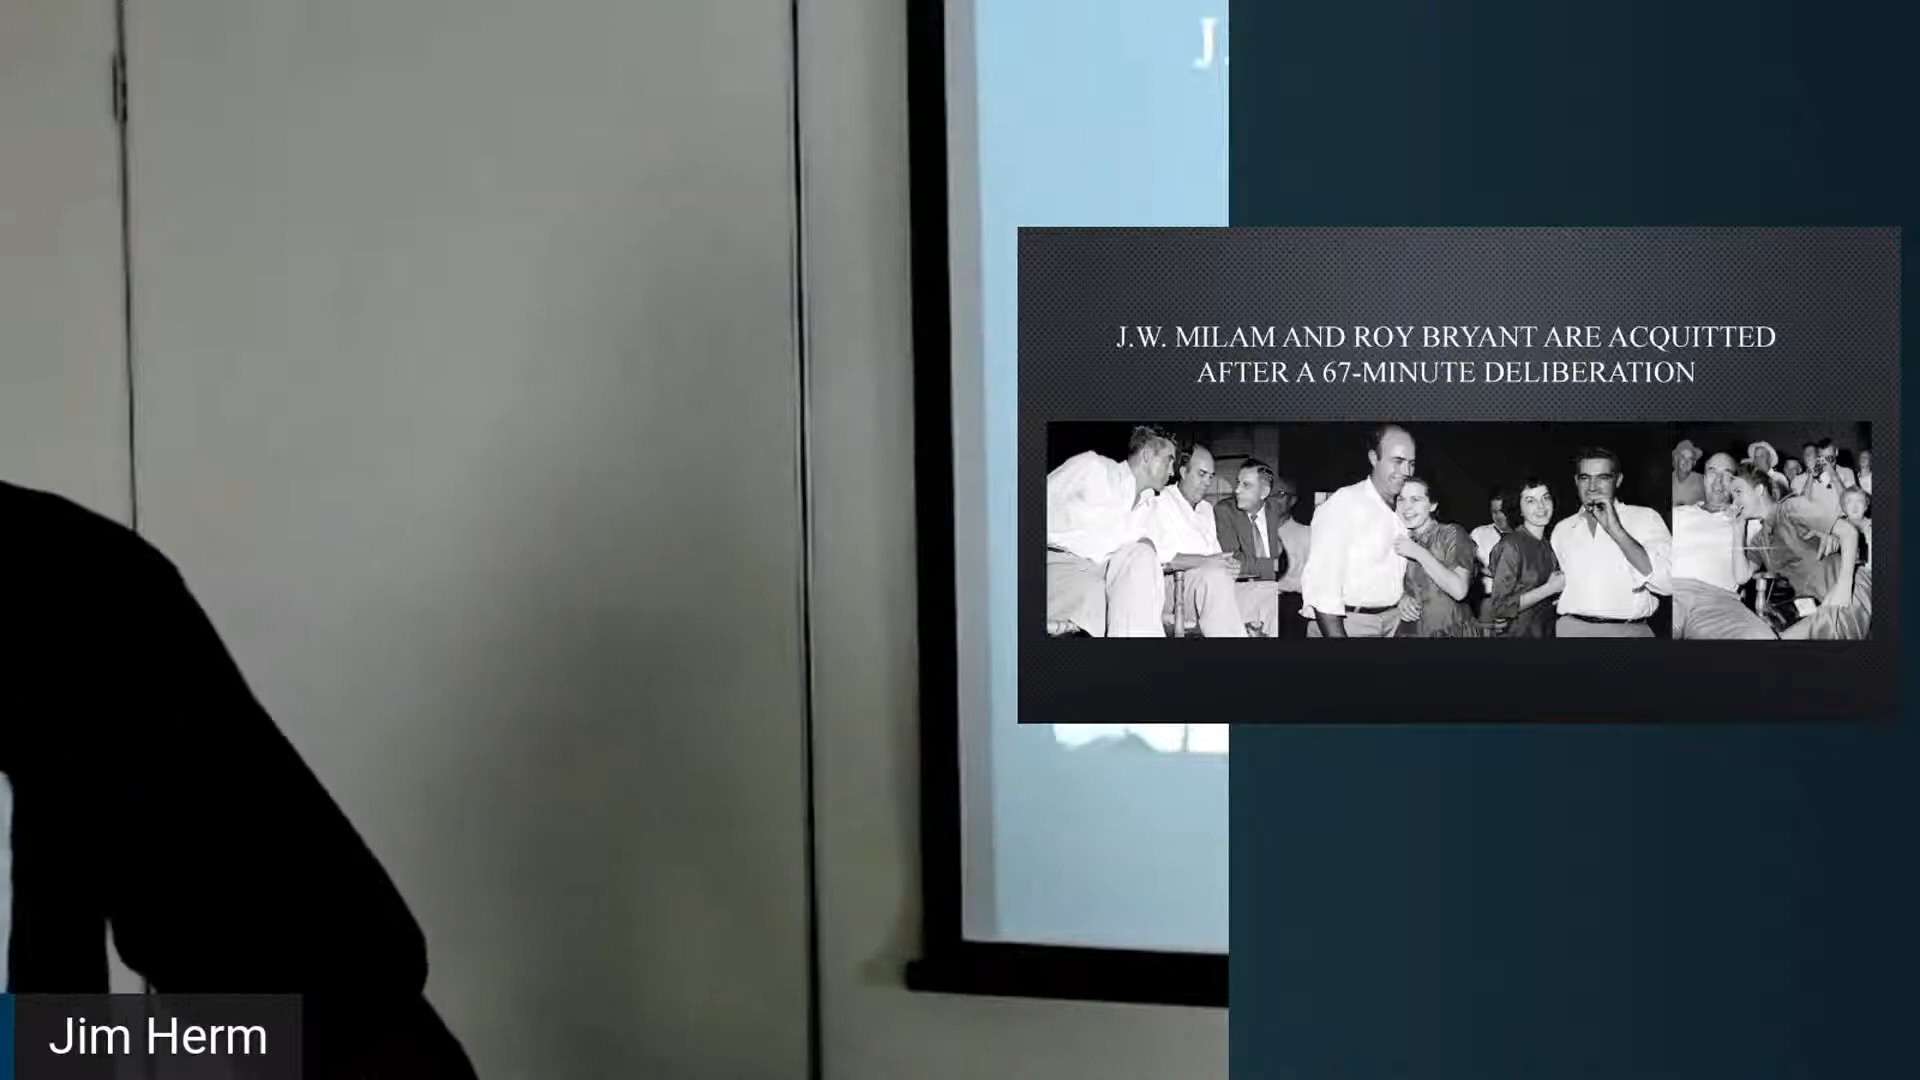 J.
J.W. MILAM AND ROY BRYANT ARE ACQUITTED
AFTER A 67-MINUTE DELIBERATION
Jim Herm